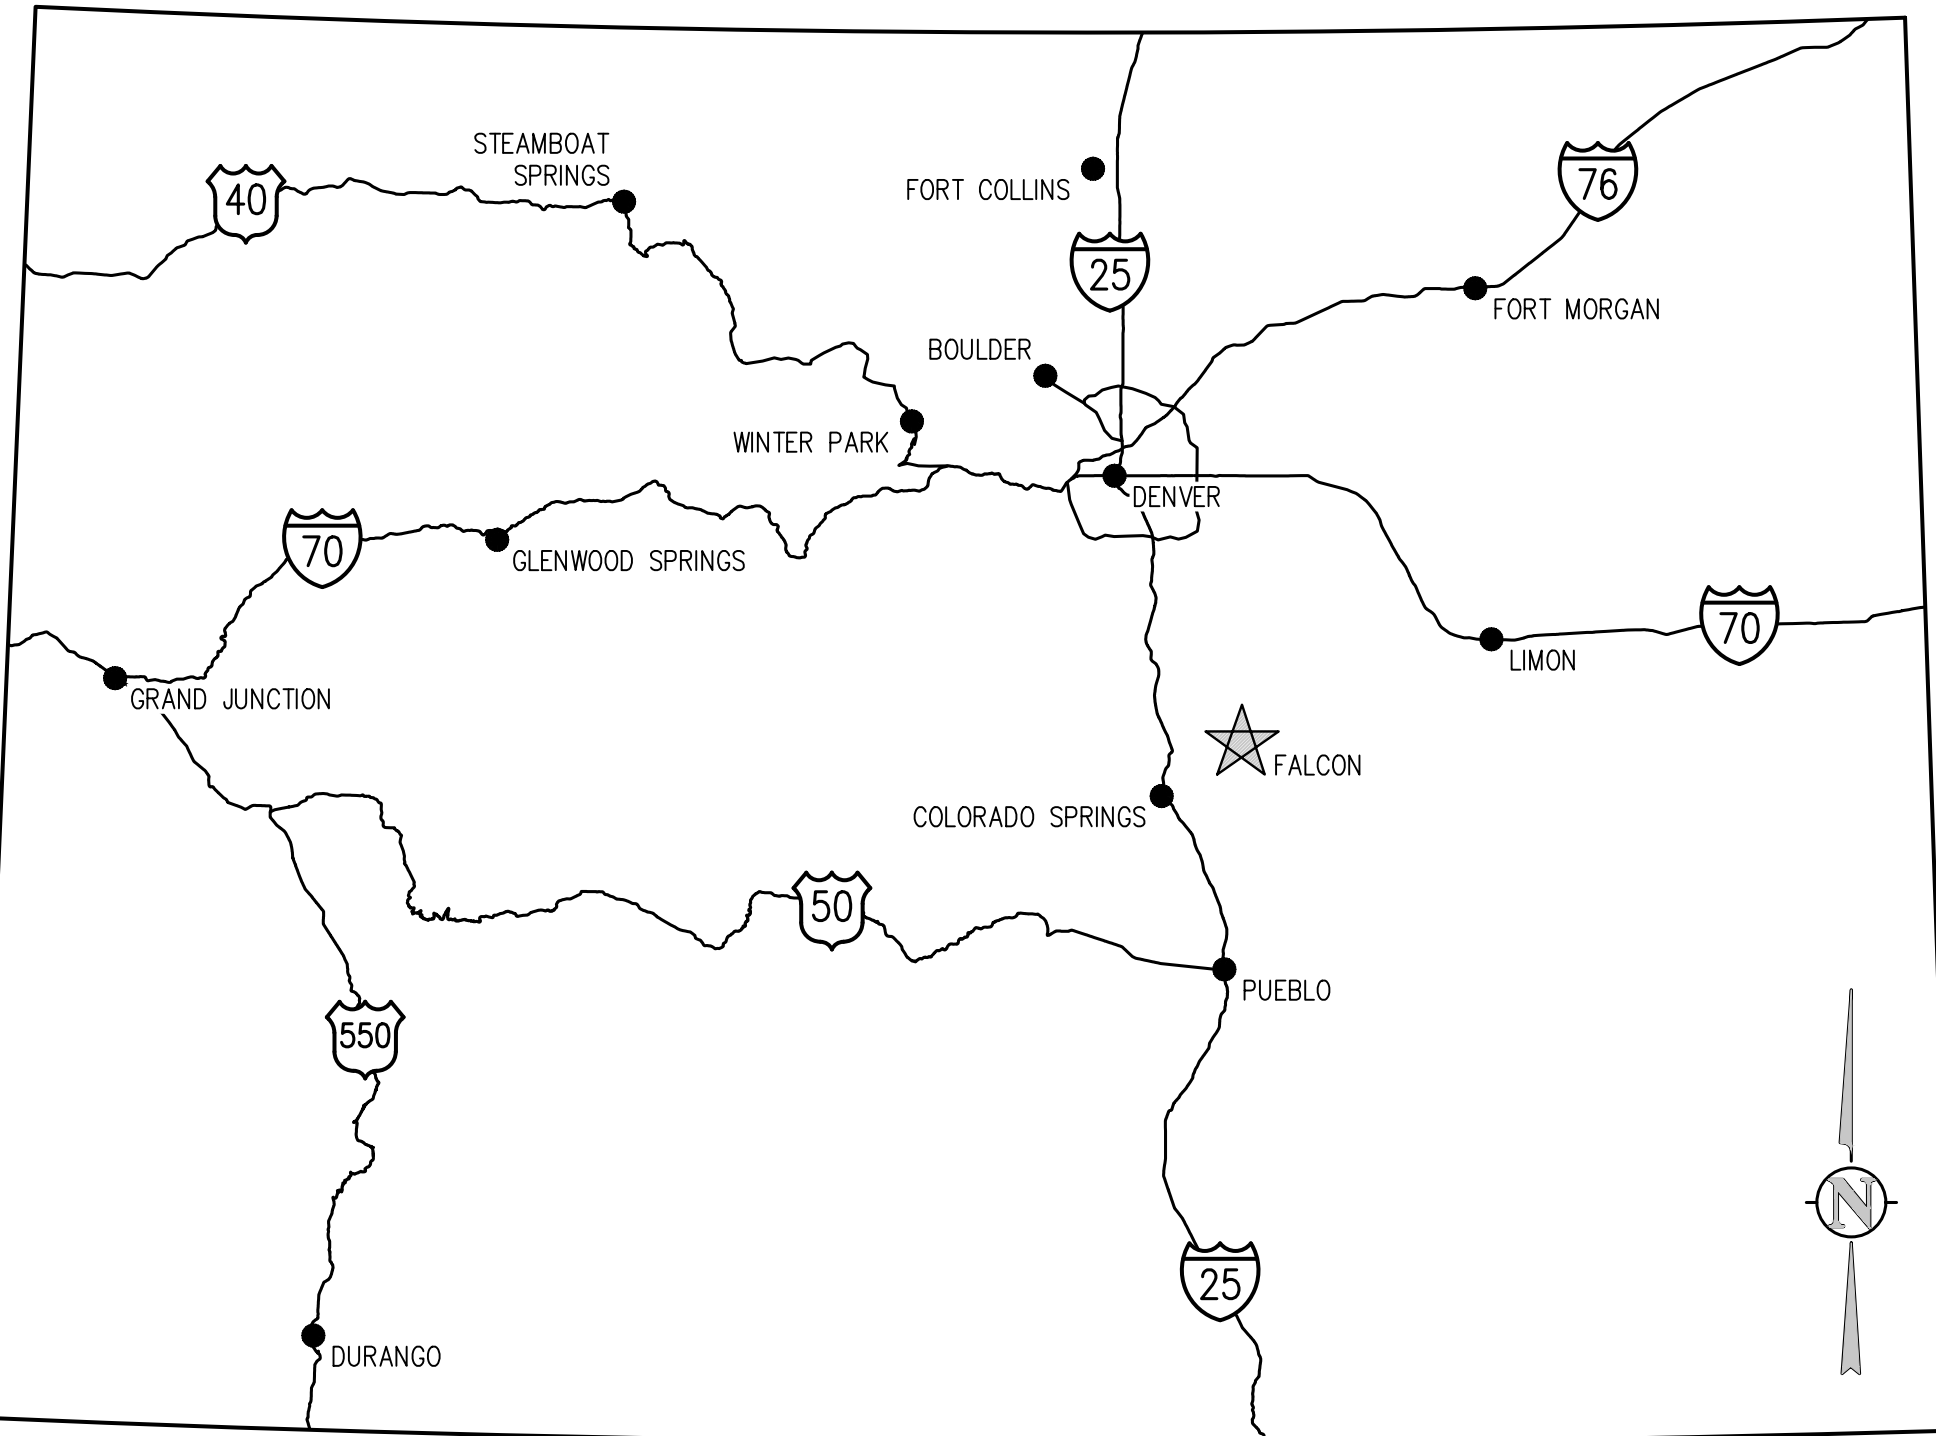 STEAMBOAT
SPRINGS
40
FORT COLLINS
76
25
FORT MORGAN
BOULDER
WINTER PARK
DENVER
70
GLENWOOD SPRINGS
70
LIMON
GRAND JUNCTION
FALCON
COLORADO SPRINGS
50
PUEBLO
550
N
25
DURANGO